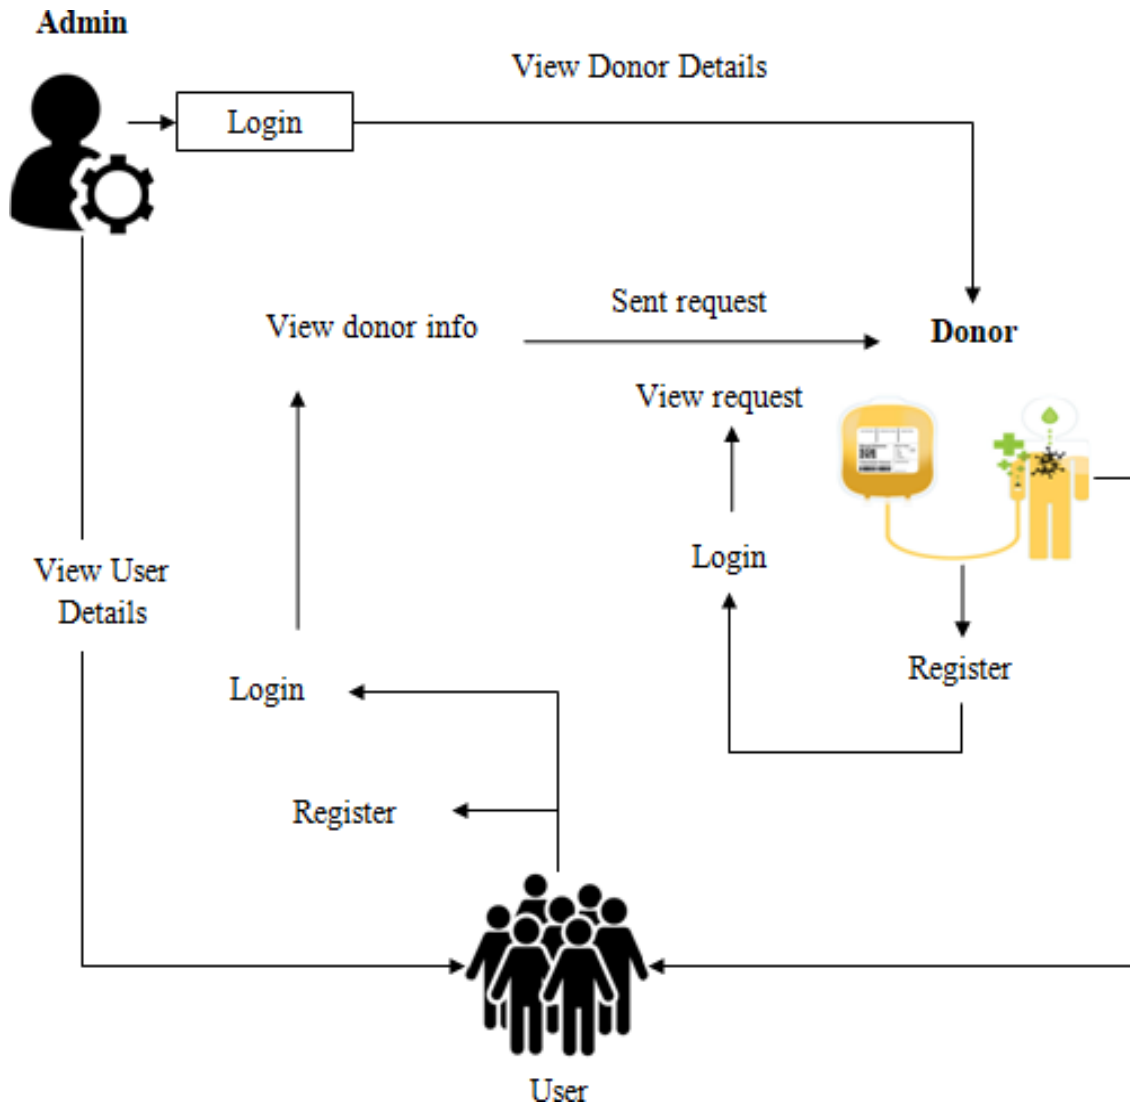 Admin
View Donor Details
Login
Sent request
View donor info
Donor
View request
Login
View User
Details
Register
Login
Register
User